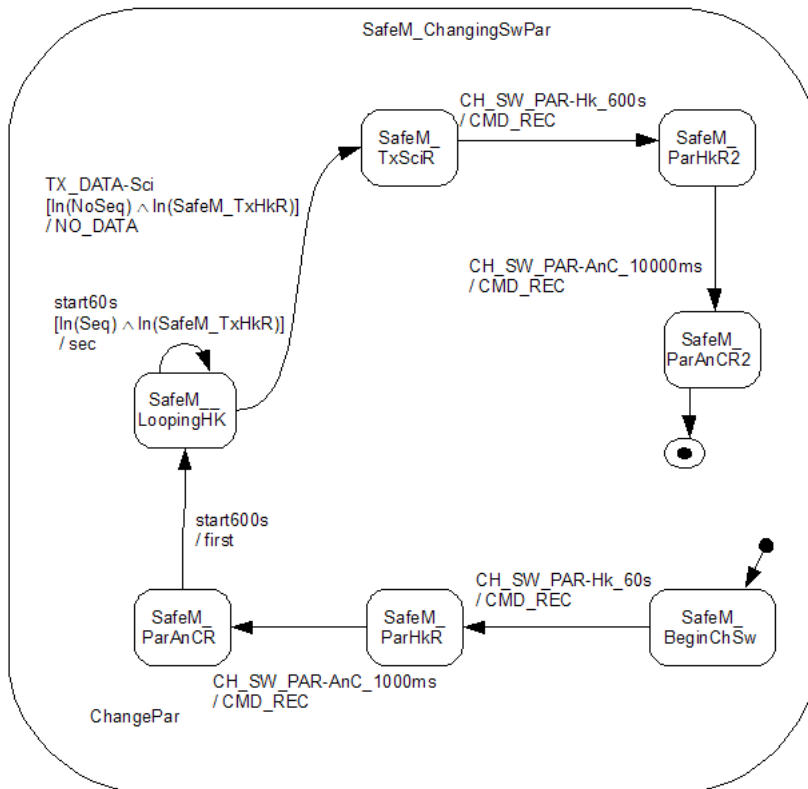 SafeM_ChangingSwPar
CH_SW_PAR-Hk_600s
/ CMD_REC
SafeM_
TxSciR
SafeM_
ParHkR2
TX_DATA-Sci
[In(NoSeq) ∧ In(SafeM_TxHkR)]
/ NO_DATA
CH_SW_PAR-AnC_10000ms
/ CMD_REC
start60s
[In(Seq) ∧ In(SafeM_TxHkR)]
/ sec
SafeM_
ParAnCR2
SafeM__
LoopingHK
start600s
/ first
CH_SW_PAR-Hk_60s
/ CMD_REC
SafeM_
ParAnCR
SafeM_
ParHkR
SafeM_
BeginChSw
CH_SW_PAR-AnC_1000ms
/ CMD_REC
ChangePar